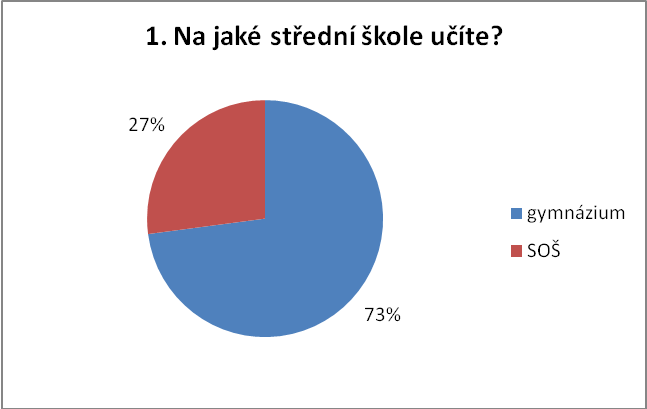 1. Na jaké střední škole učíte?
27%
gymnázium
SOŠ
73%